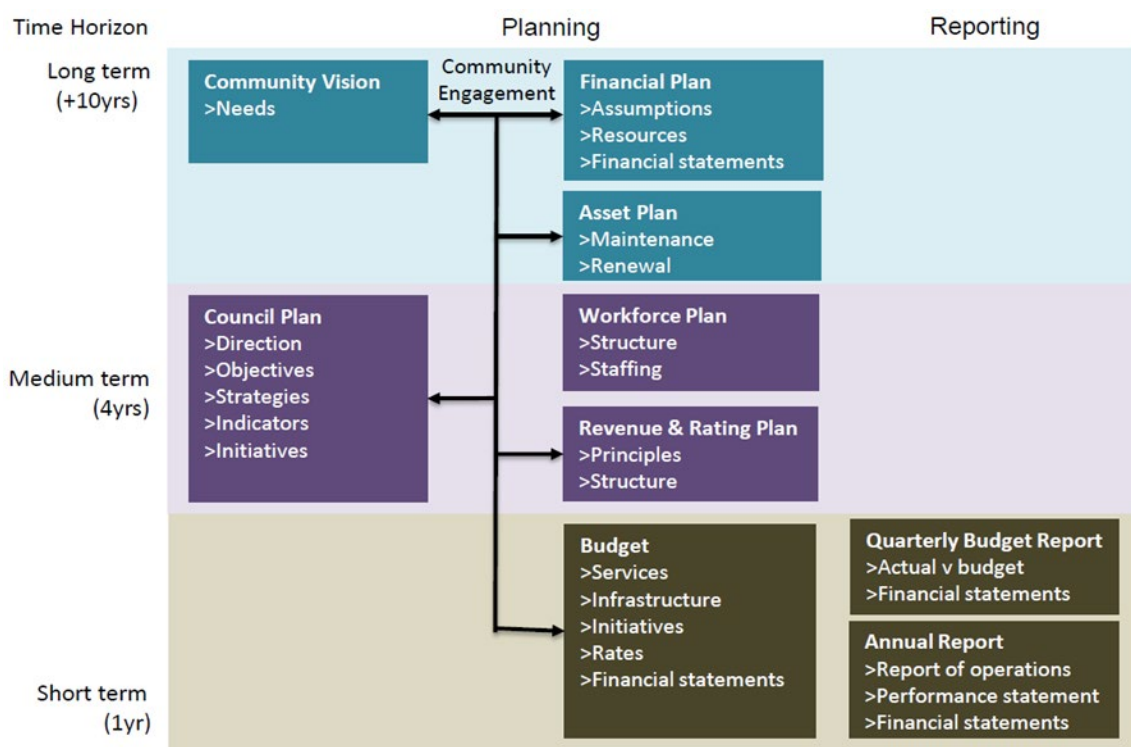 Time Horizon
Planning
Reporting
Long term
(+10yrs)
Community Vision
>Needs
Community
Engagement
Financial Plan
>Assumptions
>Resources
>Financial statements
Asset Plan
>Maintenance
>Renewal
Medium term
(4yrs)
Council Plan
>Direction
>Objectives
>Strategies
>Indicators
>Initiatives
Workforce Plan
>Structure
>Staffing
Revenue & Rating Plan
>Principles
>Structure
Short term
(1yr)
Budget
>Services
>Infrastructure
>Initiatives
>Rates
>Financial statements
Quarterly Budget Report
>Actual v budget
>Financial statements
Annual Report
>Report of operations
>Performance statement
>Financial statements